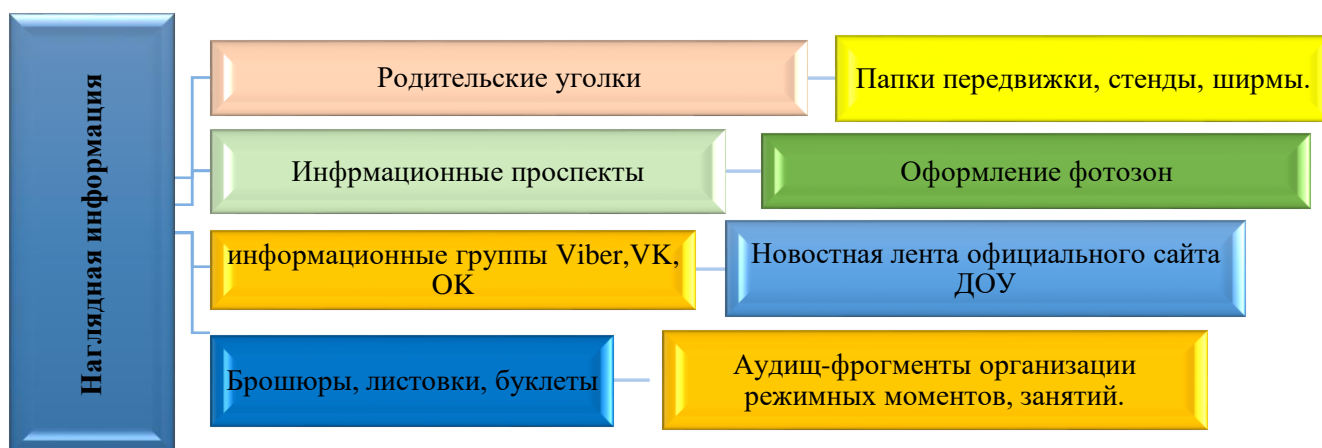 Наглядная информация
Родительские уголки
Папки передвижки, стенды, ширмы.
Инфрмационные проспекты
Оформление фотозон
информационные группы Viber,VK,
OK
Новостная лента официального сайта
ДОУ
Брошюры, листовки, буклеты
Аудищ-фрогменты организации
режимных моментов, занятий.